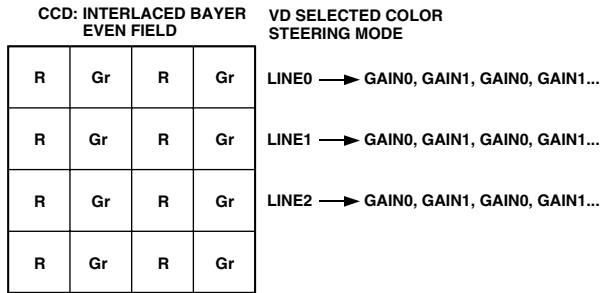 CCD: INTERLACED BAYER
EVEN FIELD
VD SELECTED COLOR
STEERING MODE
R Gr R Gr
LINE0 GAIN0, GAIN1, GAIN0, GAIN1...
R Gr R Gr
LINE1 GAIN0, GAIN1, GAIN0, GAIN1...
R Gr R Gr
LINE2 GAIN0, GAIN1, GAIN0, GAIN1...
R Gr R Gr